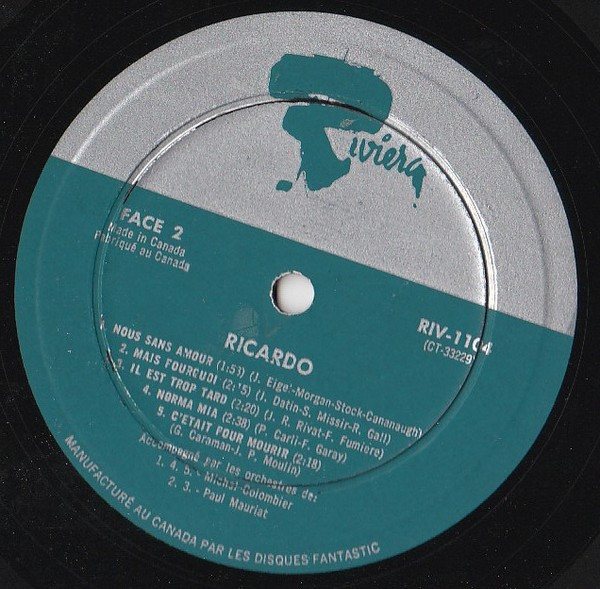 Riviera
FACE 2
Made in Canada
Fabriqué au Canada
RIV-1104
(CT-33229)
RICARDO
1. NOUS SANS AMOUR (1:53) (J. Eigel-Morgan-Stock-Cananaugh)
2. MAIS POURQUOI (2:15) (J. Datin-S. Missir-R. Gall)
3. IL EST TROP TARD (2:20) (J. R. Rivat-F. Fumiere)
4. NORMA MIA (2:38) (P. Carli-F. Garay)
5. C'ETAIT POUR MOURIR (2:18)
(G. Caraman-J. P. Moulin)
Accompagné par les orchestres de:
1. 4. 5. - Michel Colombier
2. 3. - Paul Mauriat
MANUFACTURÉ AU CANADA PAR LES DISQUES FANTASTIC